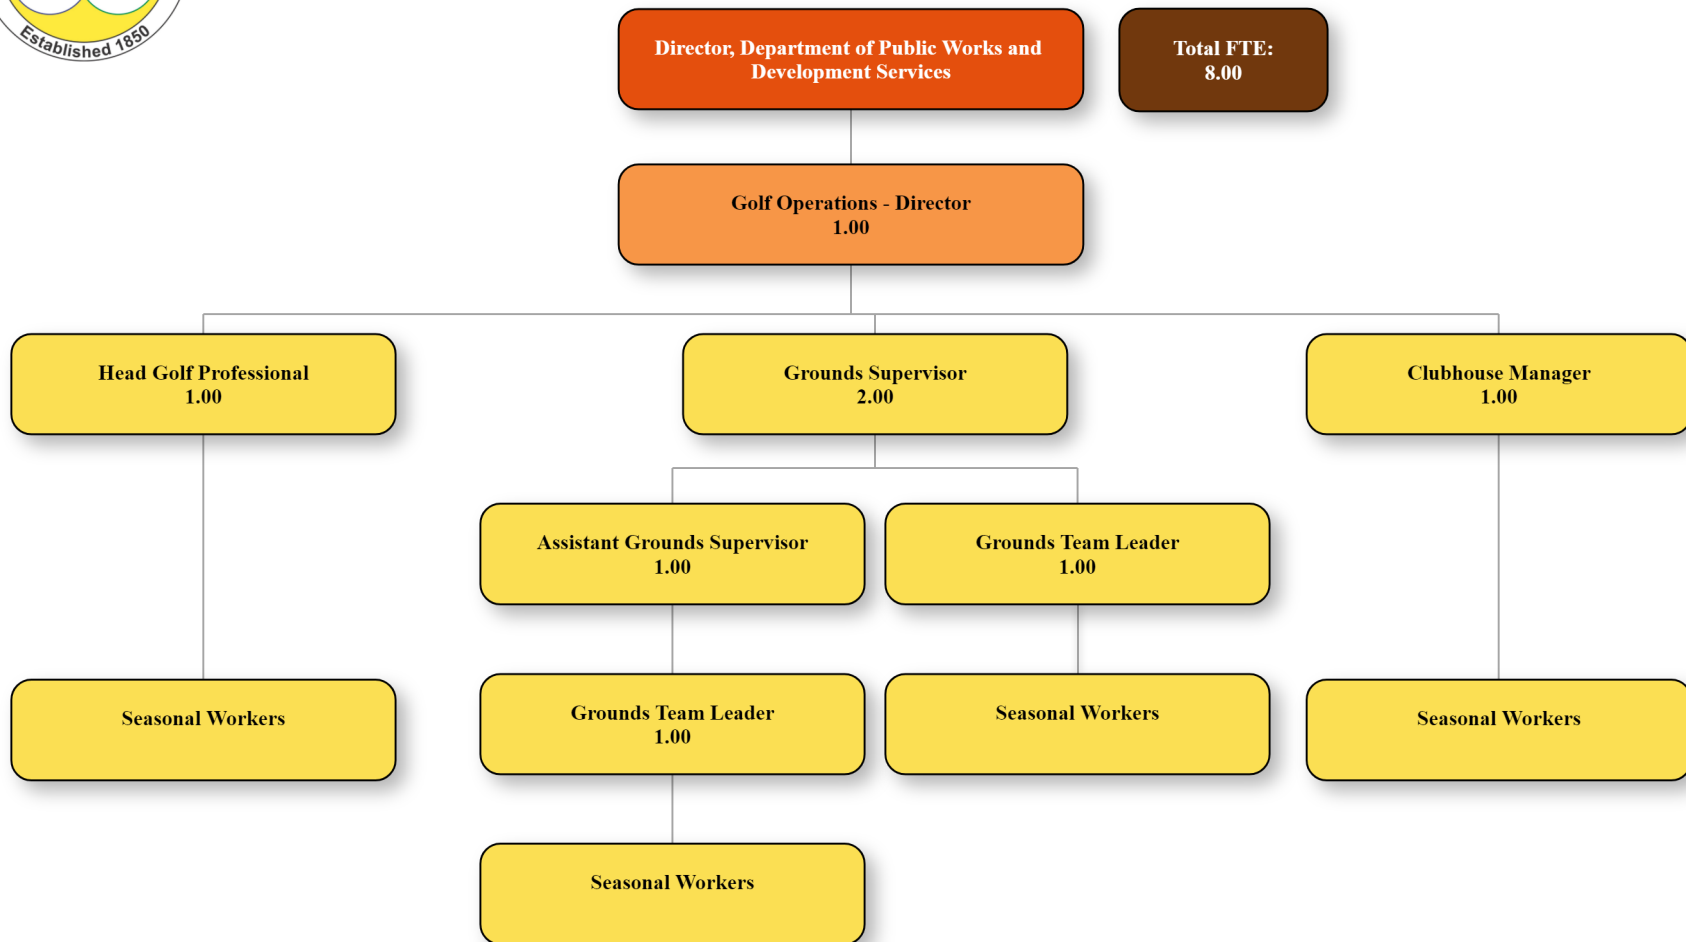 Established 1850
Director, Department of Public Works and
Development Services
Total FTE:
8.00
Golf Operations - Director
1.00
Head Golf Professional
1.00
Grounds Supervisor
2.00
Clubhouse Manager
1.00
Assistant Grounds Supervisor
1.00
Grounds Team Leader
1.00
Seasonal Workers
Grounds Team Leader
1.00
Seasonal Workers
Seasonal Workers
Seasonal Workers